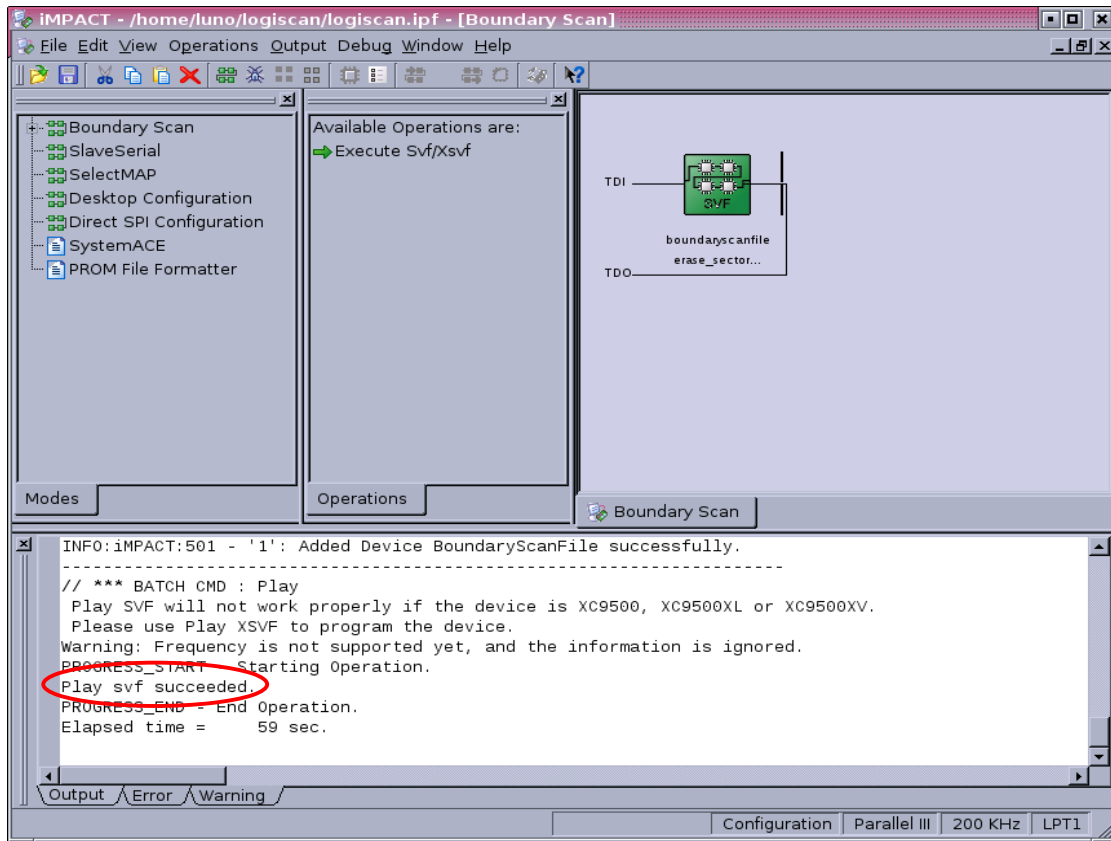 iMPACT - /home/luno/logiscan/logiscan.ipf - [Boundary Scan]
File Edit View Operations Output Debug Window Help
Boundary Scan
SlaveSerial
SelectMAP
Desktop Configuration
Direct SPI Configuration
SystemACE
PROM File Formatter
Modes
Available Operations are:
Execute Svf/Xsvf
Operations
TDI
SVF
boundaryscanfile
erase_sector...
TDO
Boundary Scan
INFO:iMPACT:501 - '1': Added Device BoundaryScanFile successfully.
----------------------------------------------------------------------
// *** BATCH CMD : Play
Play SVF will not work properly if the device is XC9500, XC9500XL or XC9500XV.
Please use Play XSVF to program the device.
Warning: Frequency is not supported yet, and the information is ignored.
PROGRESS_START - Starting Operation.
Play svf succeeded.
PROGRESS_END - End Operation.
Elapsed time = 59 sec.
Output Error Warning
Configuration Parallel III 200 KHz LPT1